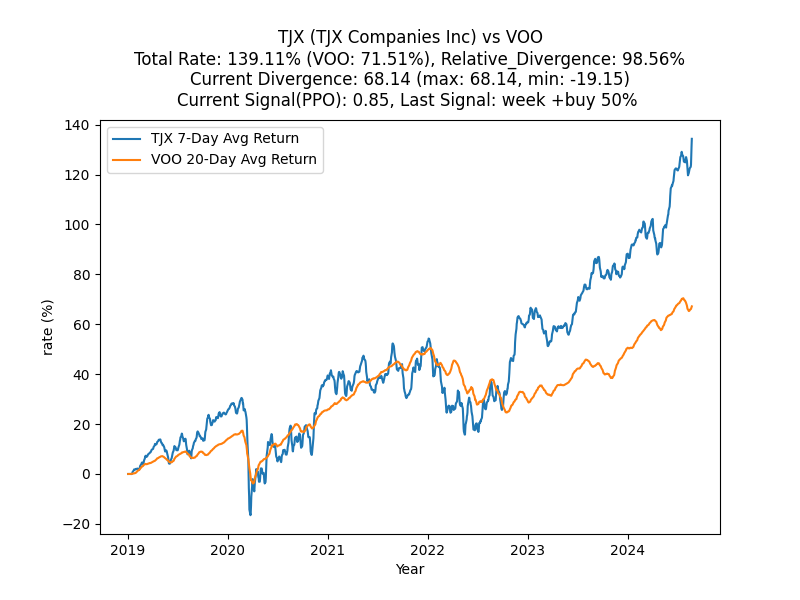 TJX (TJX Companies Inc) vs VOO
Total Rate: 139.11% (VOO: 71.51%), Relative_Divergence: 98.56%
Current Divergence: 68.14 (max: 68.14, min: -19.15)
Current Signal(PPO): 0.85, Last Signal: week +buy 50%
TJX 7-Day Avg Return
VOO 20-Day Avg Return
140
120
100
80
60
40
20
0
−20
rate (%)
2019 2020 2021 2022 2023 2024
Year